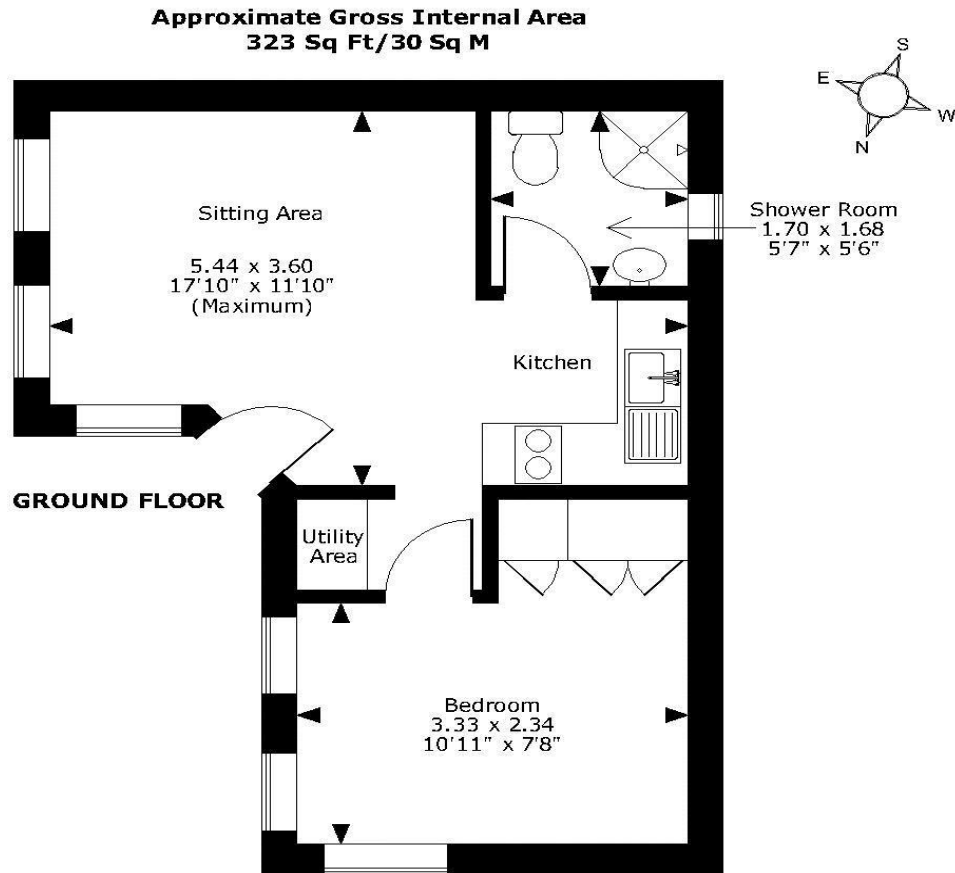 Approximate Gross Internal Area
323 Sq Ft/30 Sq M
S
E
W
N
Sitting Area
5.44 x 3.60
17'10" x 11'10"
(Maximum)
Shower Room
1.70 x 1.68
5'7" x 5'6"
Kitchen
GROUND FLOOR
Utility
Area
Bedroom
3.33 x 2.34
10'11" x 7'8"